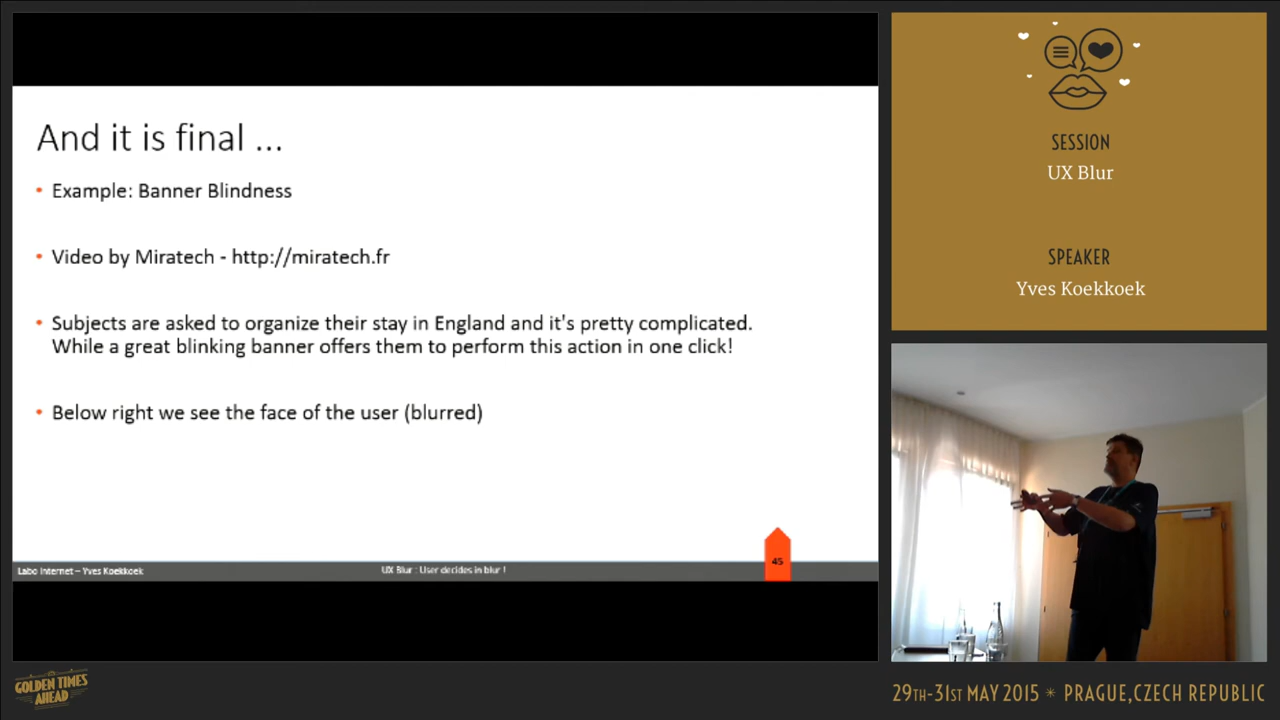 And it is final ...
• Example: Banner Blindness
• Video by Miratech - http://miratech.fr
• Subjects are asked to organize their stay in England and it's pretty complicated.
While a great blinking banner offers them to perform this action in one click!
• Below right we see the face of the user (blurred)
45
Labo Internet – Yves Koekkoek
UX Blur : User decides in blur !
SESSION
UX Blur
SPEAKER
Yves Koekkoek
GOLDEN TIMES
AHEAD
29TH-31ST MAY 2015 * PRAGUE, CZECH REPUBLIC